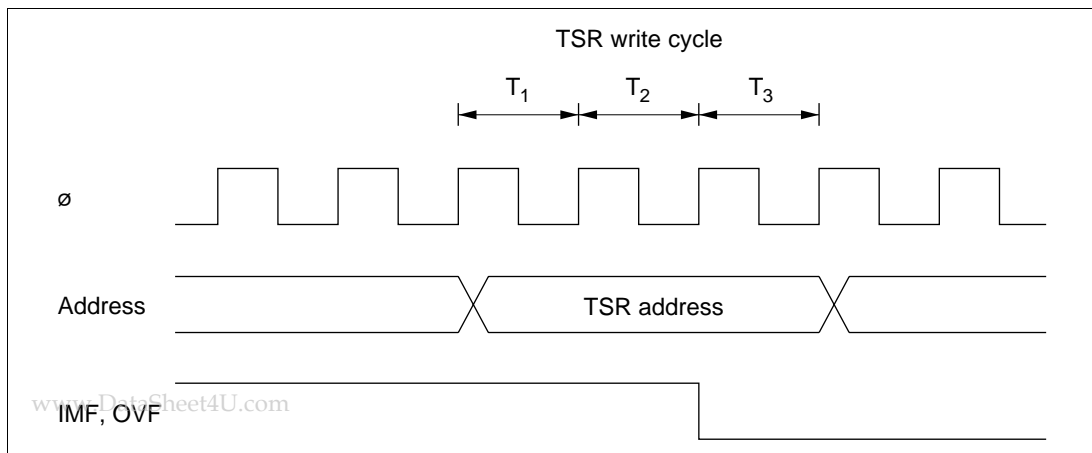 TSR write cycle
T1 T2 T3
ø
Address TSR address
www.DataSheet4U.com
IMF, OVF